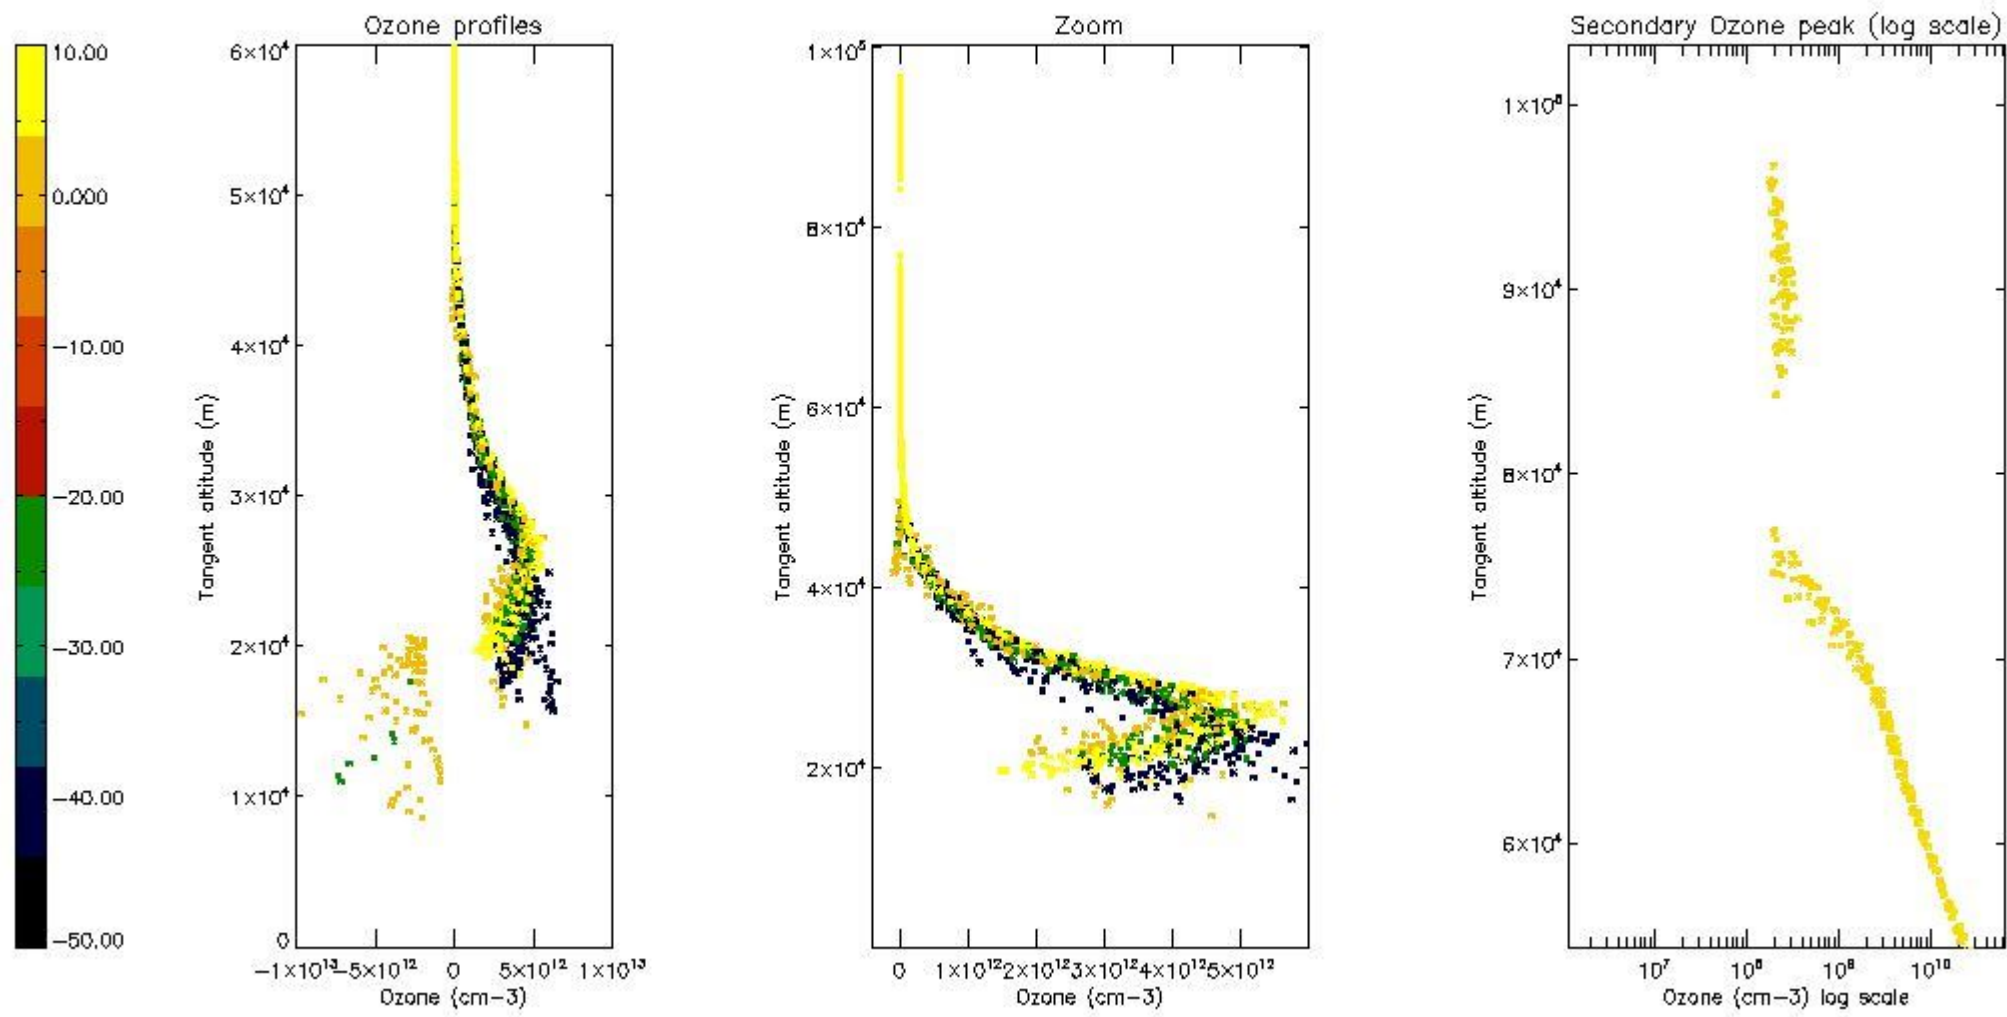 Ozone profiles
10.00
0.000
−10.00
−20.00
−30.00
−40.00
−50.00
6×10⁴
5×10⁴
4×10⁴
3×10⁴
2×10⁴
1×10⁴
0
Tangent altitude (m)
−1×10¹³ −5×10¹² 0 5×10¹² 1×10¹³
Ozone (cm−3)
Zoom
1×10⁵
8×10⁴
6×10⁴
4×10⁴
2×10⁴
Tangent altitude (m)
0 1×10¹² 2×10¹² 3×10¹² 4×10¹² 5×10¹²
Ozone (cm−3)
Secondary Ozone peak (log scale)
1×10⁵
9×10⁴
8×10⁴
7×10⁴
6×10⁴
Tangent altitude (m)
10⁷ 10⁸ 10⁹ 10¹⁰
Ozone (cm−3) log scale